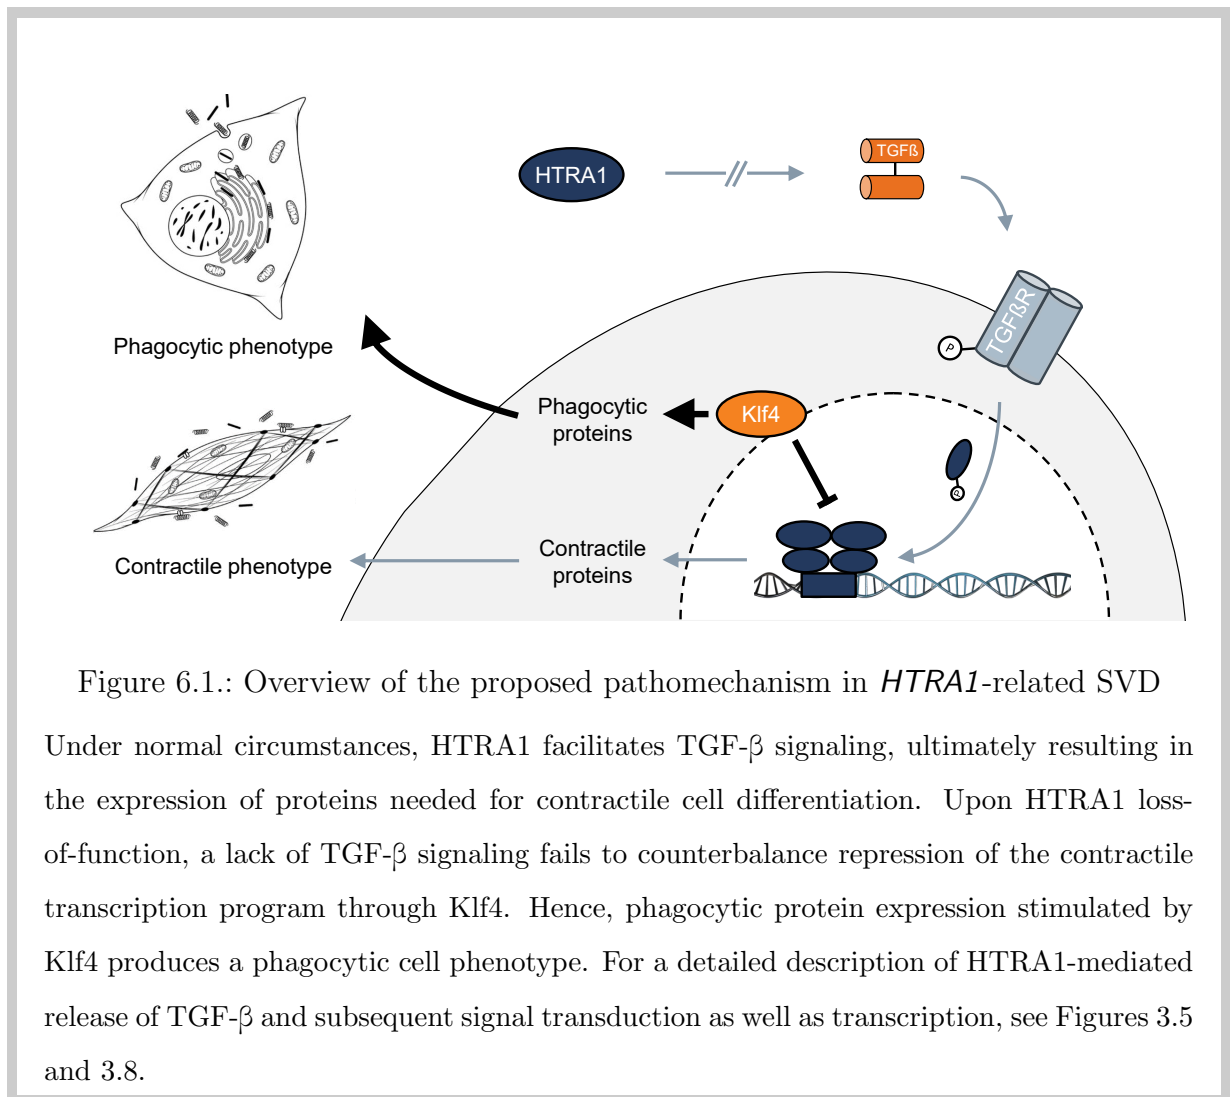 HTRA1
TGFß
TGFßR
P
Phagocytic phenotype
Phagocytic
proteins
Klf4
P
Contractile phenotype
Contractile
proteins
Figure 6.1.: Overview of the proposed pathomechanism in HTRA1-related SVD
Under normal circumstances, HTRA1 facilitates TGF-β signaling, ultimately resulting in
the expression of proteins needed for contractile cell differentiation. Upon HTRA1 loss-
of-function, a lack of TGF-β signaling fails to counterbalance repression of the contractile
transcription program through Klf4. Hence, phagocytic protein expression stimulated by
Klf4 produces a phagocytic cell phenotype. For a detailed description of HTRA1-mediated
release of TGF-β and subsequent signal transduction as well as transcription, see Figures 3.5
and 3.8.